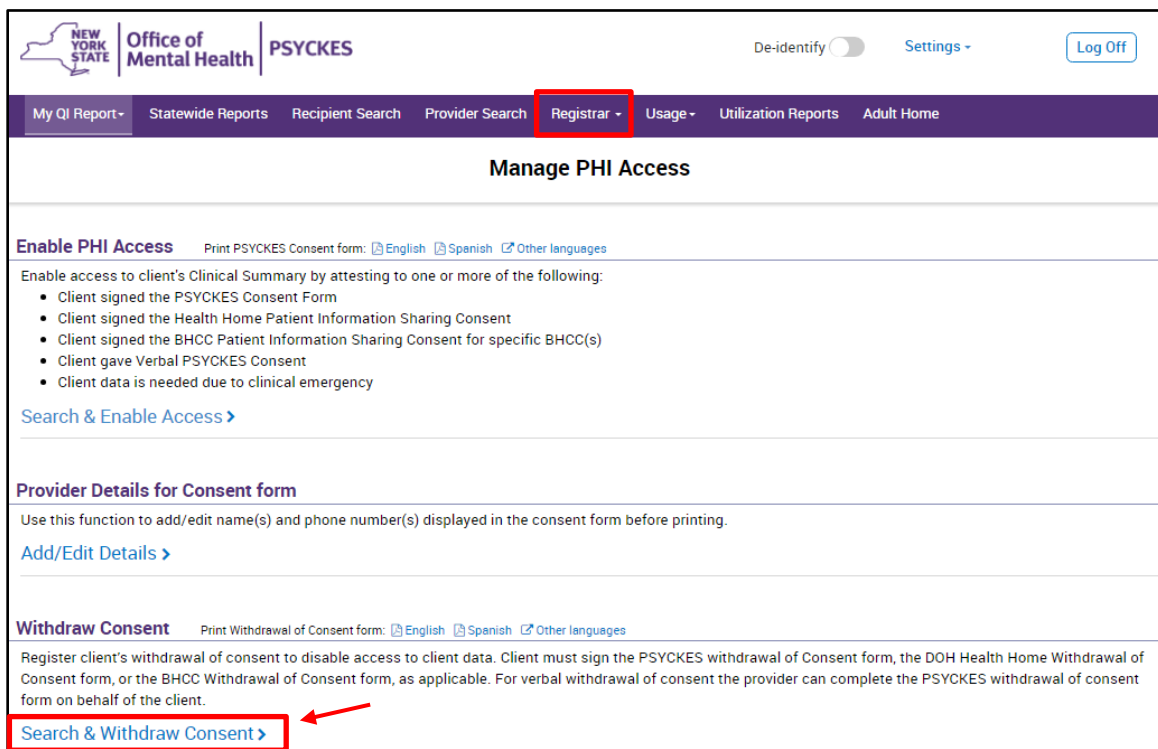 NEW YORK STATE
Office of Mental Health
PSYCKES
De-identify
Settings
Log Off
My QI Report
Statewide Reports
Recipient Search
Provider Search
Registrar
Usage
Utilization Reports
Adult Home
Manage PHI Access
Enable PHI Access Print PSYCKES Consent form: English Spanish Other languages
Enable access to client's Clinical Summary by attesting to one or more of the following:
• Client signed the PSYCKES Consent Form
• Client signed the Health Home Patient Information Sharing Consent
• Client signed the BHCC Patient Information Sharing Consent for specific BHCC(s)
• Client gave Verbal PSYCKES Consent
• Client data is needed due to clinical emergency
Search & Enable Access >
Provider Details for Consent form
Use this function to add/edit name(s) and phone number(s) displayed in the consent form before printing.
Add/Edit Details >
Withdraw Consent Print Withdrawal of Consent form: English Spanish Other languages
Register client's withdrawal of consent to disable access to client data. Client must sign the PSYCKES withdrawal of Consent form, the DOH Health Home Withdrawal of
Consent form, or the BHCC Withdrawal of Consent form, as applicable. For verbal withdrawal of consent the provider can complete the PSYCKES withdrawal of consent
form on behalf of the client.
Search & Withdraw Consent >